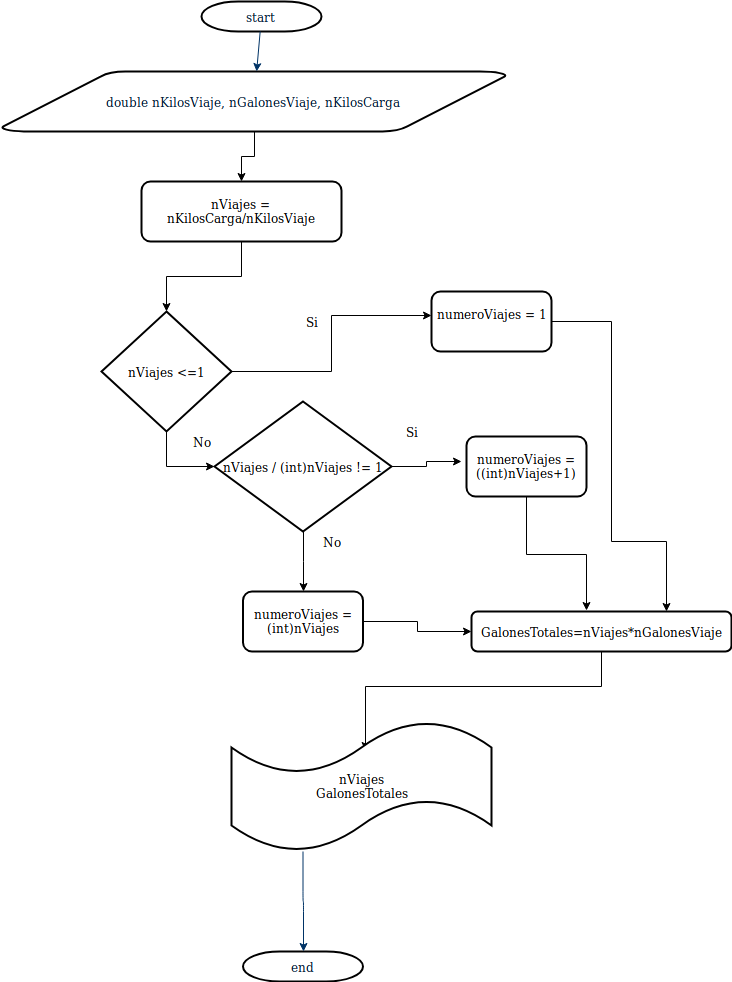 start
double nKilosViaje, nGalonesViaje, nKilosCarga
nViajes =
nKilosCarga/nKilosViaje
Si
numeroViajes = 1
nViajes <=1
No
Si
nViajes / (int)nViajes != 1
numeroViajes =
((int)nViajes+1)
No
numeroViajes =
(int)nViajes
GalonesTotales=nViajes*nGalonesViaje
nViajes
GalonesTotales
end